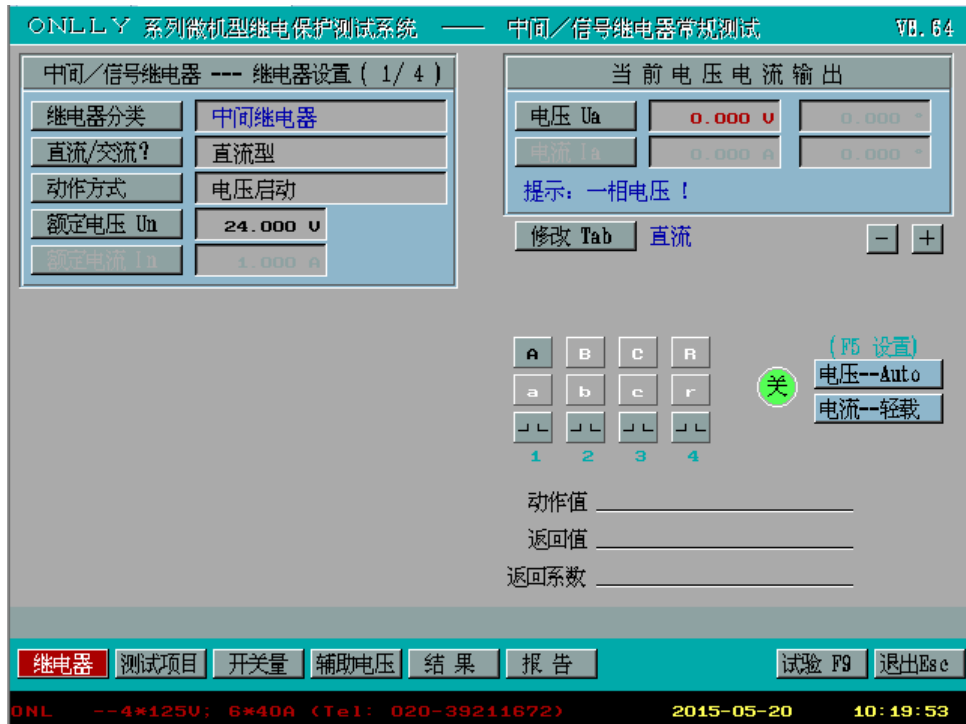 ONLLY 系列微机型继电保护测试系统 —— 中间／信号继电器常规测试 V8.64
中间／信号继电器 --- 继电器设置 ( 1/ 4 )
继电器分类 中间继电器
直流/交流? 直流型
动作方式 电压启动
额定电压 Un 24.000 V
额定电流 In 1.000 A
当 前 电 压 电 流 输 出
电压 Ua 0.000 V 0.000 °
电流 Ia 0.000 A 0.000 °
提示: 一相电压 !
修改 Tab 直流 - +
A B C R
a b c r
1 2 3 4
关
(F5 设置)
电压--Auto
电流--轻载
动作值
返回值
返回系数
继电器 测试项目 开关量 辅助电压 结 果 报 告 试验 F9 退出Esc
ONL --4*125V; 6*40A (Tel: 020-39211672) 2015-05-20 10:19:53